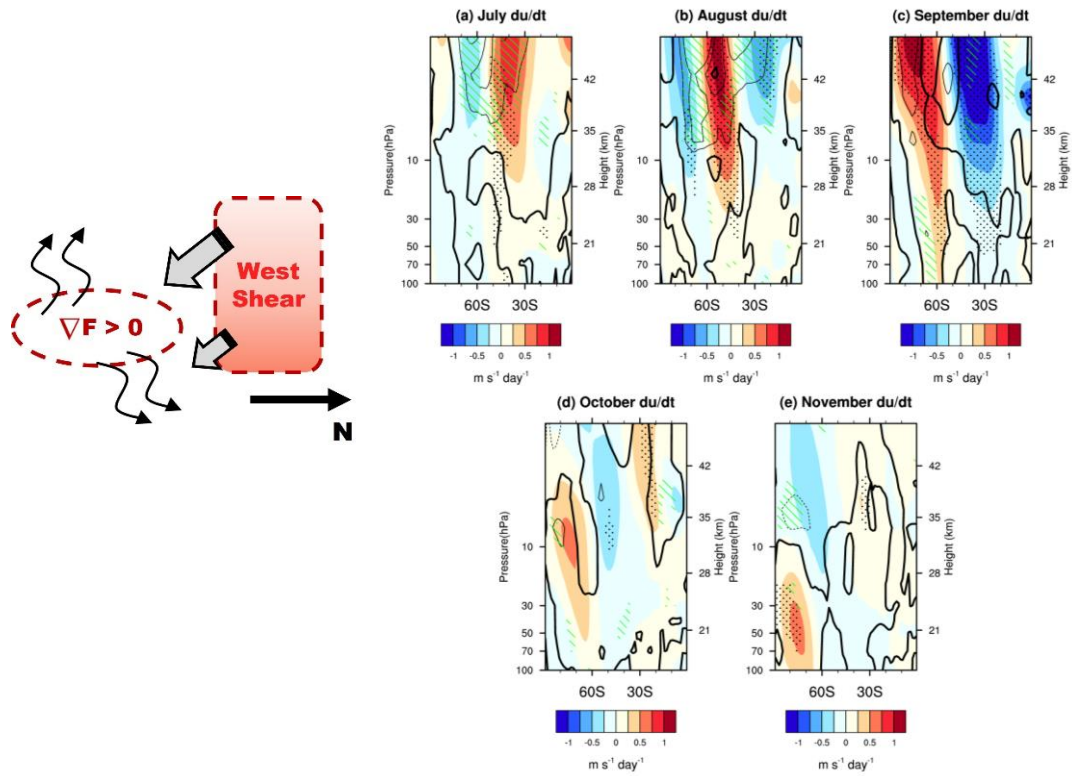 West
Shear
∇F > 0
N
(a) July du/dt
Pressure(hPa)
10
30
50
70
100
42
35
28
21
Height (km)
60S 30S
-1 -0.5 0 0.5 1
m s⁻¹ day⁻¹
(b) August du/dt
Pressure(hPa)
10
30
50
70
100
42
35
28
21
Height (km)
60S 30S
-1 -0.5 0 0.5 1
m s⁻¹ day⁻¹
(c) September du/dt
Pressure(hPa)
10
30
50
70
100
42
35
28
21
Height (km)
60S 30S
-1 -0.5 0 0.5 1
m s⁻¹ day⁻¹
(d) October du/dt
Pressure(hPa)
10
30
50
70
100
42
35
28
21
Height (km)
60S 30S
-1 -0.5 0 0.5 1
m s⁻¹ day⁻¹
(e) November du/dt
Pressure(hPa)
10
30
50
70
100
42
35
28
21
Height (km)
60S 30S
-1 -0.5 0 0.5 1
m s⁻¹ day⁻¹